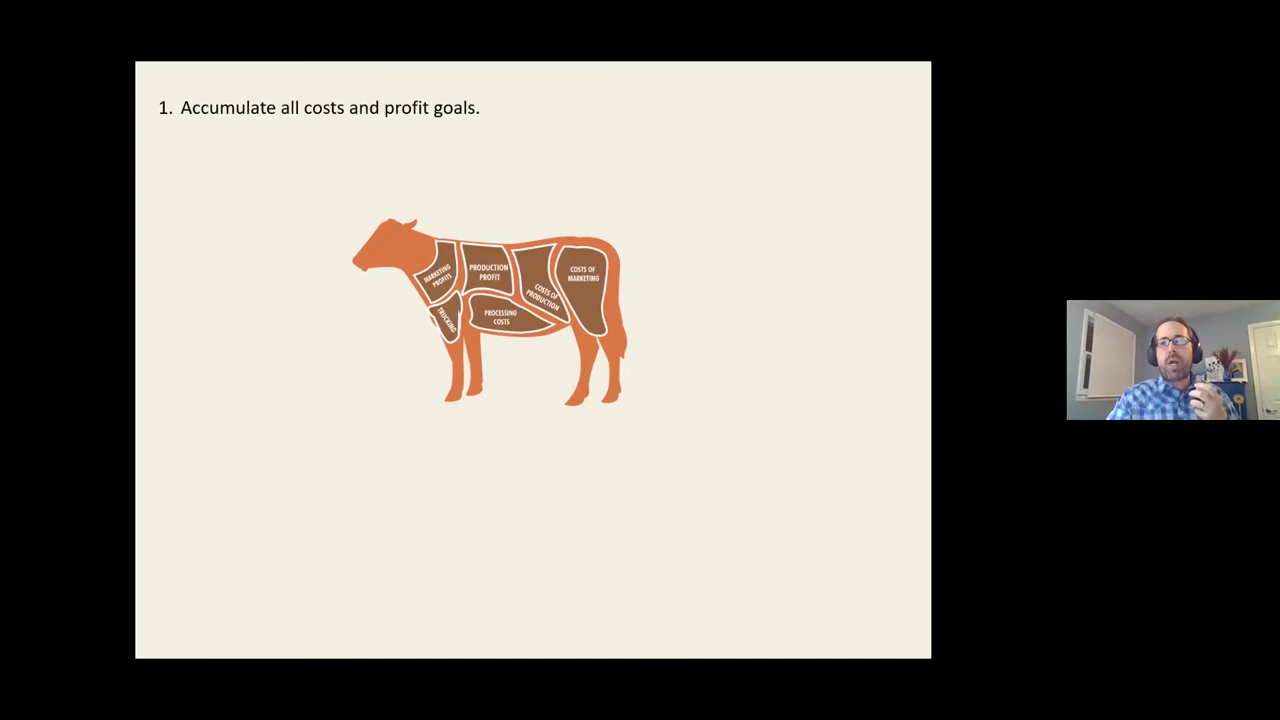 1. Accumulate all costs and profit goals.
MARKETING
PROFITS
PRODUCTION
PROFIT
COSTS OF
PRODUCTION
COSTS OF
MARKETING
TRUCKING
PROCESSING
COSTS